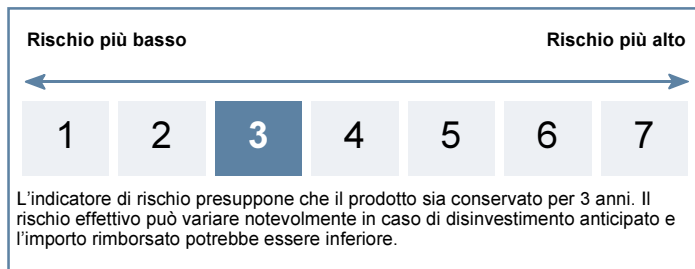 Rischio più basso Rischio più alto
1 2 3 4 5 6 7
L'indicatore di rischio presuppone che il prodotto sia conservato per 3 anni. Il
rischio effettivo può variare notevolmente in caso di disinvestimento anticipato e
l'importo rimborsato potrebbe essere inferiore.